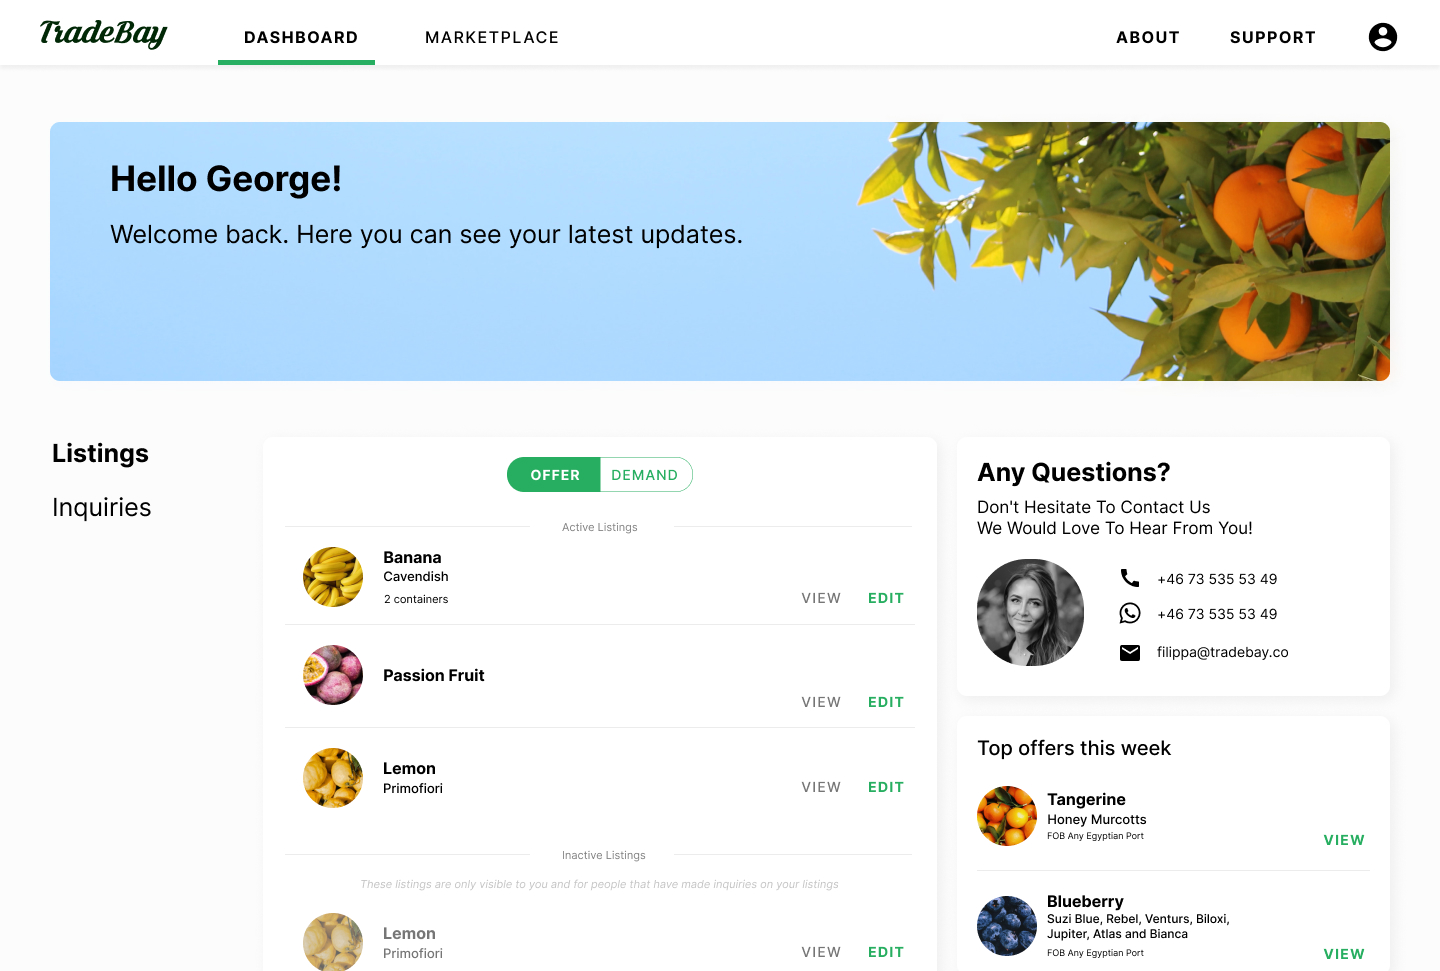 TradeBay
DASHBOARD
MARKETPLACE
ABOUT
SUPPORT
Hello George!
Welcome back. Here you can see your latest updates.
Listings
Inquiries
OFFER
DEMAND
Active Listings
Banana
Cavendish
2 containers
VIEW
EDIT
Passion Fruit
VIEW
EDIT
Lemon
Primofiori
VIEW
EDIT
Inactive Listings
These listings are only visible to you and for people that have made inquiries on your listings
Lemon
Primofiori
VIEW
EDIT
Any Questions?
Don't Hesitate To Contact Us
We Would Love To Hear From You!
+46 73 535 53 49
+46 73 535 53 49
filippa@tradebay.co
Top offers this week
Tangerine
Honey Murcotts
FOB Any Egyptian Port
VIEW
Blueberry
Suzi Blue, Rebel, Venturs, Biloxi,
Jupiter, Atlas and Bianca
FOB Any Egyptian Port
VIEW